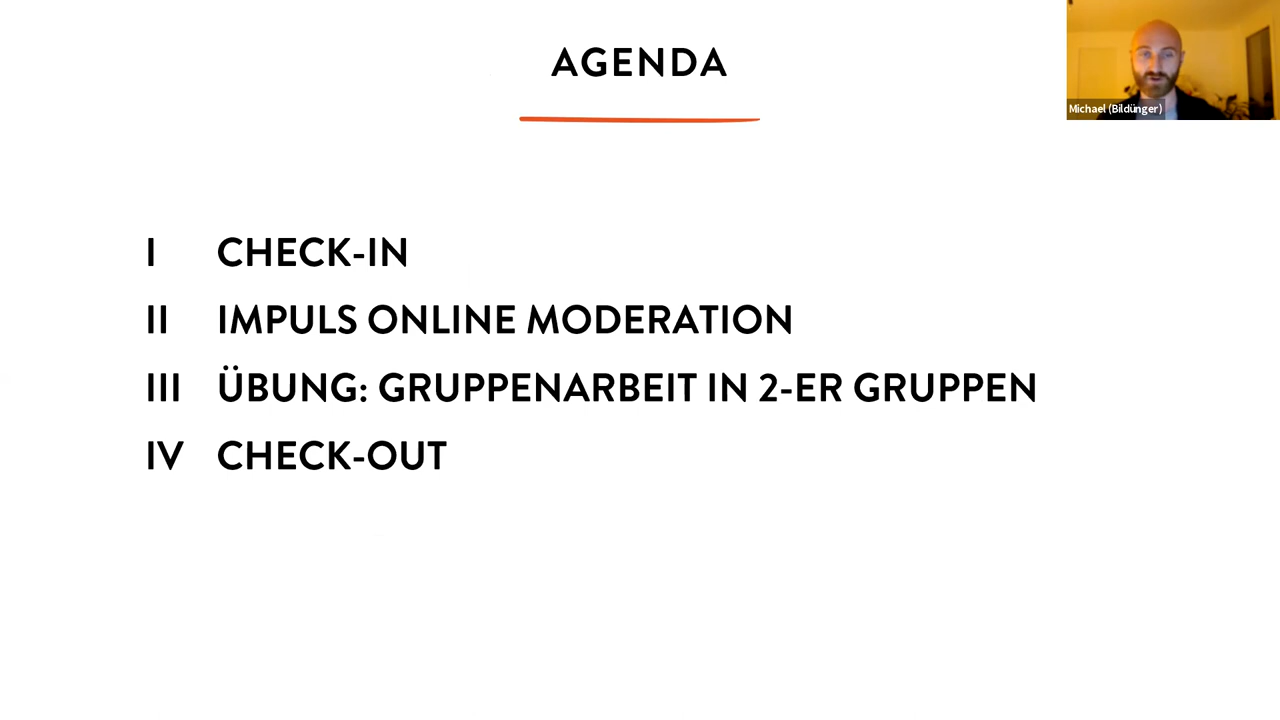 AGENDA
Michael (Bildünger)
I CHECK-IN
II IMPULS ONLINE MODERATION
III ÜBUNG: GRUPPENARBEIT IN 2-ER GRUPPEN
IV CHECK-OUT